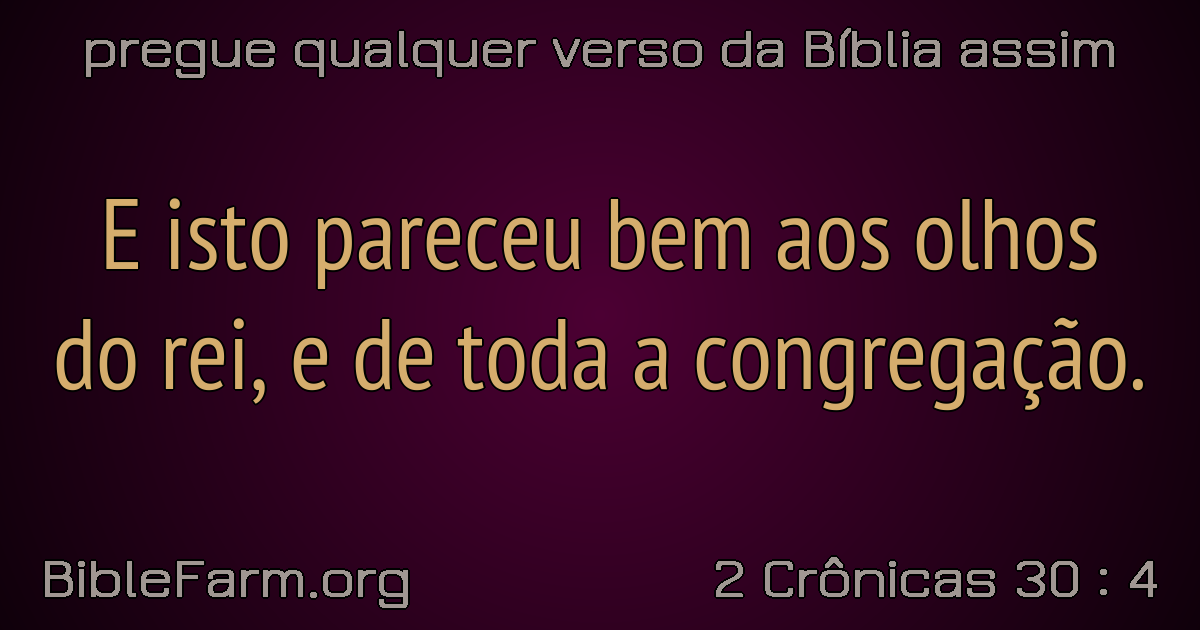 pregue qualquer verso da Bíblia assim
E isto pareceu bem aos olhos
do rei, e de toda a congregação.
BibleFarm.org
2 Crônicas 30 : 4